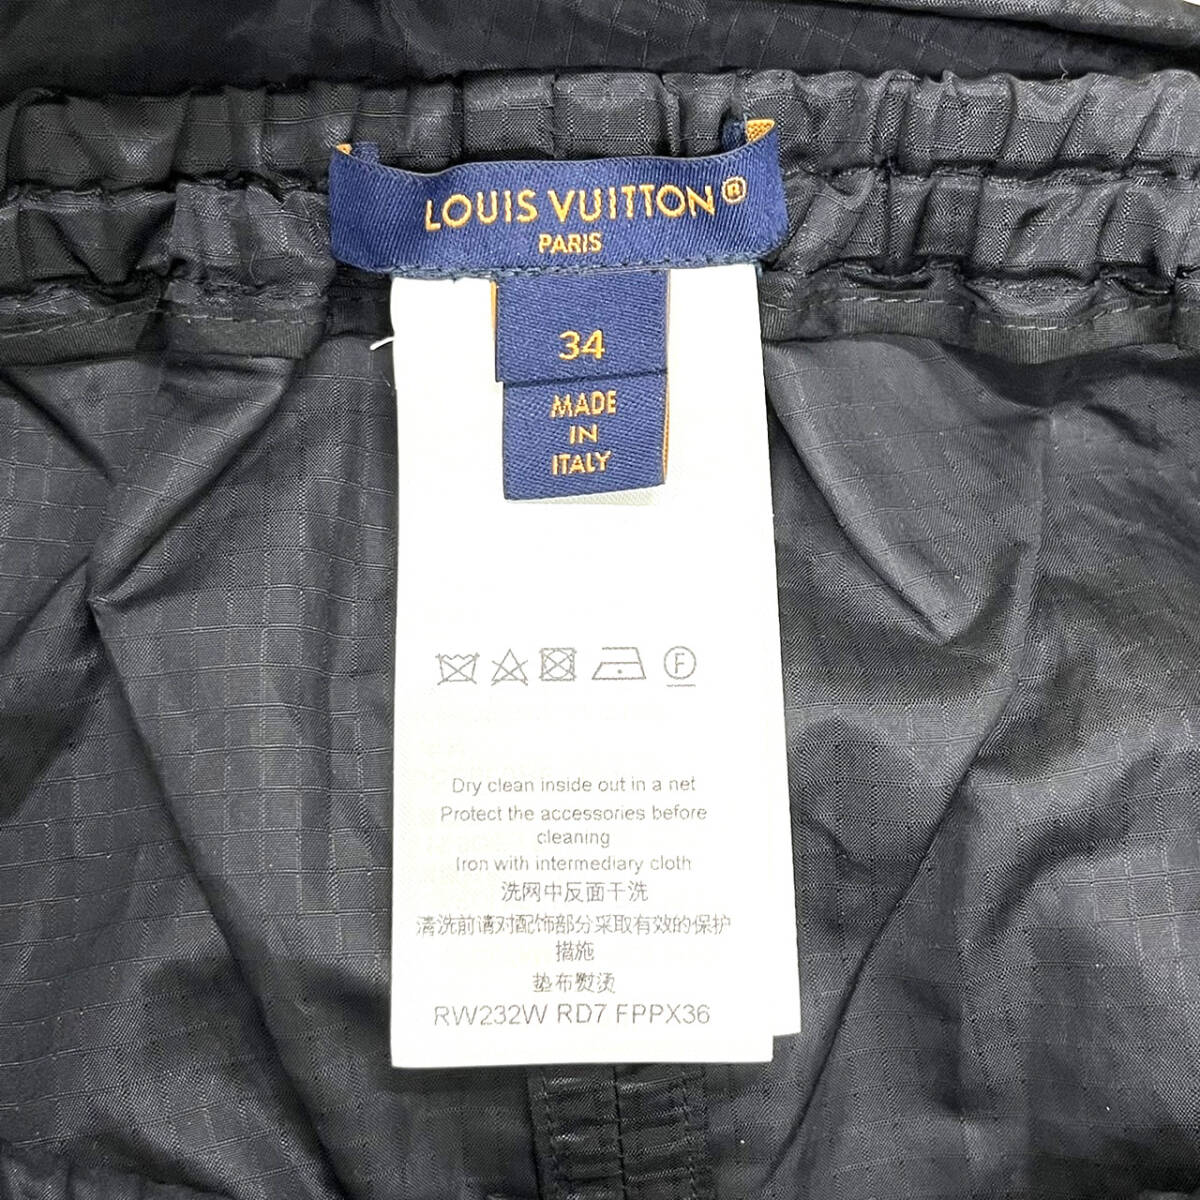 LOUIS VUITTON®
PARIS
34
MADE
IN
ITALY
F
Dry clean inside out in a net
Protect the accessories before
cleaning
Iron with intermediary cloth
洗网中反面干洗
清洗前请对配饰部分采取有效的保护
措施
垫布熨烫
RW232W RD7 FPPX36